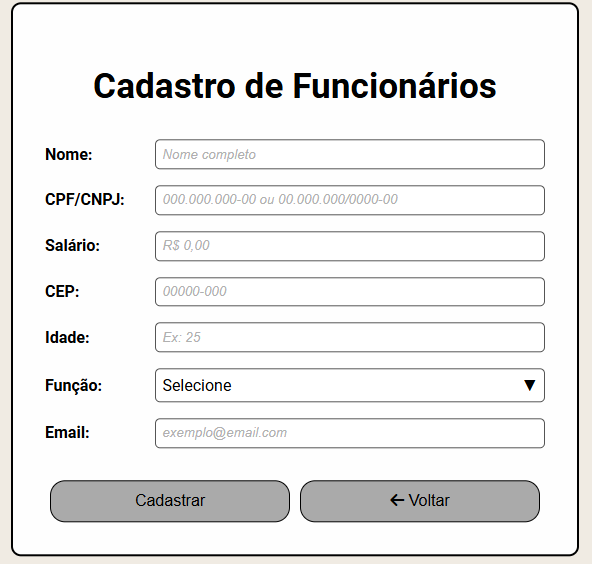 Cadastro de Funcionários
Nome: Nome completo
CPF/CNPJ: 000.000.000-00 ou 00.000.000/0000-00
Salário: R$ 0,00
CEP: 00000-000
Idade: Ex: 25
Função: Selecione ▼
Email: exemplo@email.com
Cadastrar ← Voltar